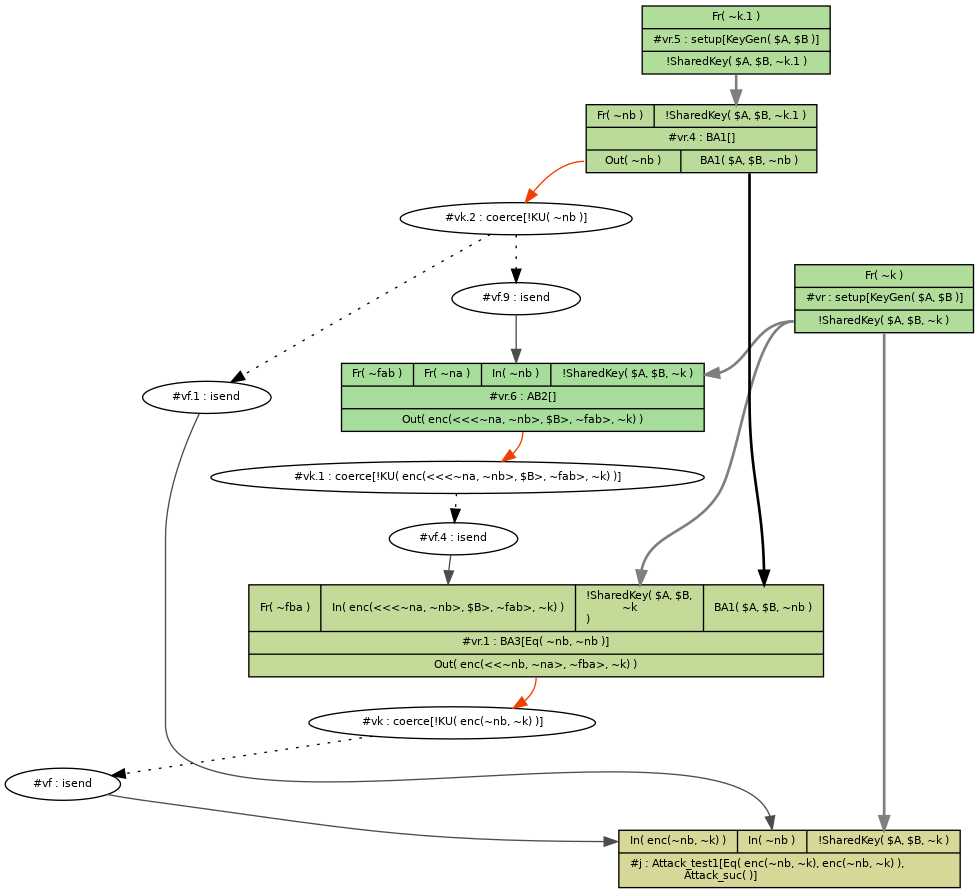 Fr( ~k.1 )
#vr.5 : setup[KeyGen( $A, $B )]
!SharedKey( $A, $B, ~k.1 )
Fr( ~nb ) !SharedKey( $A, $B, ~k.1 )
#vr.4 : BA1[]
Out( ~nb ) BA1( $A, $B, ~nb )
#vk.2 : coerce[!KU( ~nb )]
Fr( ~k )
#vr : setup[KeyGen( $A, $B )]
!SharedKey( $A, $B, ~k )
#vf.9 : isend
Fr( ~fab ) Fr( ~na ) In( ~nb ) !SharedKey( $A, $B, ~k )
#vr.6 : AB2[]
Out( enc(<<<~na, ~nb>, $B>, ~fab>, ~k) )
#vf.1 : isend
#vk.1 : coerce[!KU( enc(<<<~na, ~nb>, $B>, ~fab>, ~k) )]
#vf.4 : isend
Fr( ~fba ) In( enc(<<<~na, ~nb>, $B>, ~fab>, ~k) ) !SharedKey( $A, $B,
~k
) BA1( $A, $B, ~nb )
#vr.1 : BA3[Eq( ~nb, ~nb )]
Out( enc(<<~nb, ~na>, ~fba>, ~k) )
#vk : coerce[!KU( enc(~nb, ~k) )]
#vf : isend
In( enc(~nb, ~k) ) In( ~nb ) !SharedKey( $A, $B, ~k )
#j : Attack_test1[Eq( enc(~nb, ~k), enc(~nb, ~k) ),
Attack_suc( )]